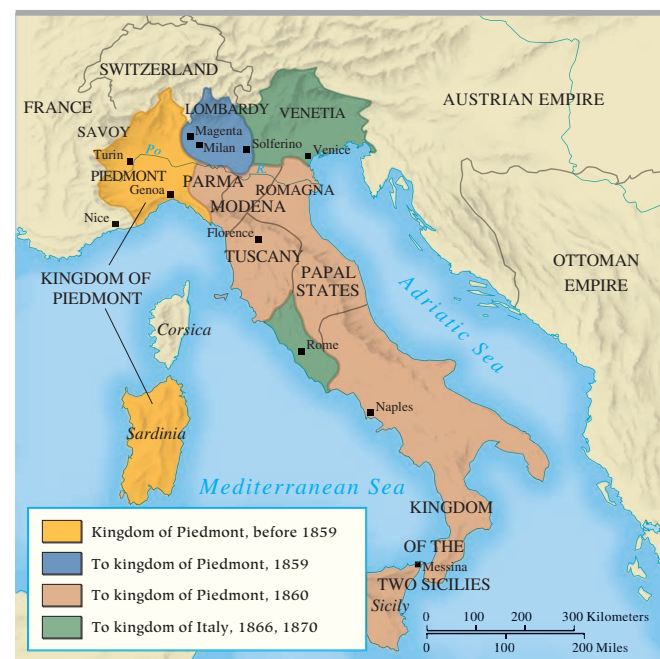 SWITZERLAND
FRANCE
LOMBARDY
VENETIA
AUSTRIAN EMPIRE
SAVOY
Magenta
Milan
Solferino
Venice
Turin
Po
R.
PIEDMONT
PARMA
ROMAGNA
Genoa
MODENA
Nice
Florence
TUSCANY
OTTOMAN
EMPIRE
KINGDOM OF
PIEDMONT
PAPAL
STATES
Adriatic Sea
Corsica
Rome
Naples
Sardinia
Mediterranean Sea
KINGDOM
OF THE
TWO SICILIES
Messina
Sicily
Kingdom of Piedmont, before 1859
To kingdom of Piedmont, 1859
To kingdom of Piedmont, 1860
To kingdom of Italy, 1866, 1870
0 100 200 300 Kilometers
0 100 200 Miles